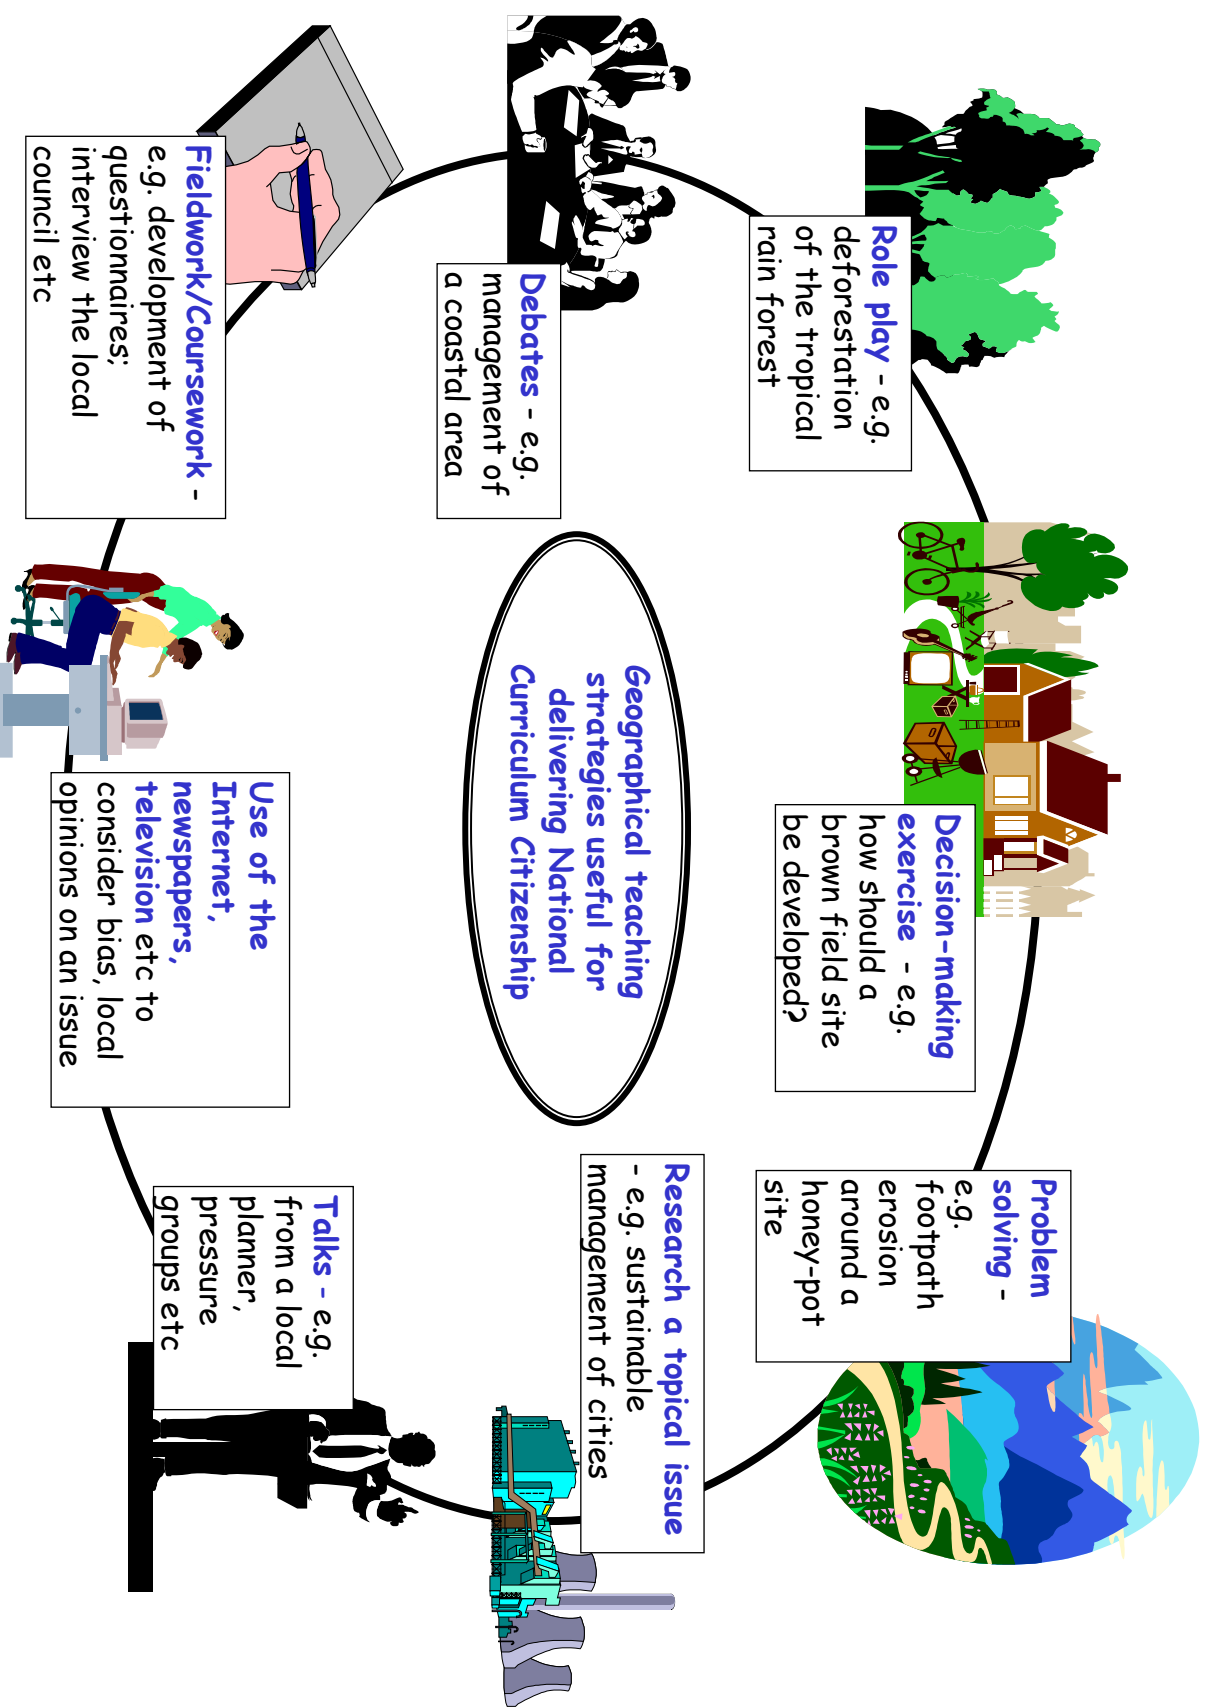 Geographical teaching
strategies useful for
delivering National
Curriculum Citizenship
Role play - e.g.
deforestation
of the tropical
rain forest
Decision-making
exercise - e.g.
how should a
brown field site
be developed?
Problem
solving -
e.g.
footpath
erosion
around a
honey-pot
site
Research a topical issue
- e.g. sustainable
management of cities
Talks - e.g.
from a local
planner,
pressure
groups etc
Use of the
Internet,
newspapers,
television etc to
consider bias, local
opinions on an issue
Fieldwork/Coursework -
e.g. development of
questionnaires;
interview the local
council etc
Debates - e.g.
management of
a coastal area